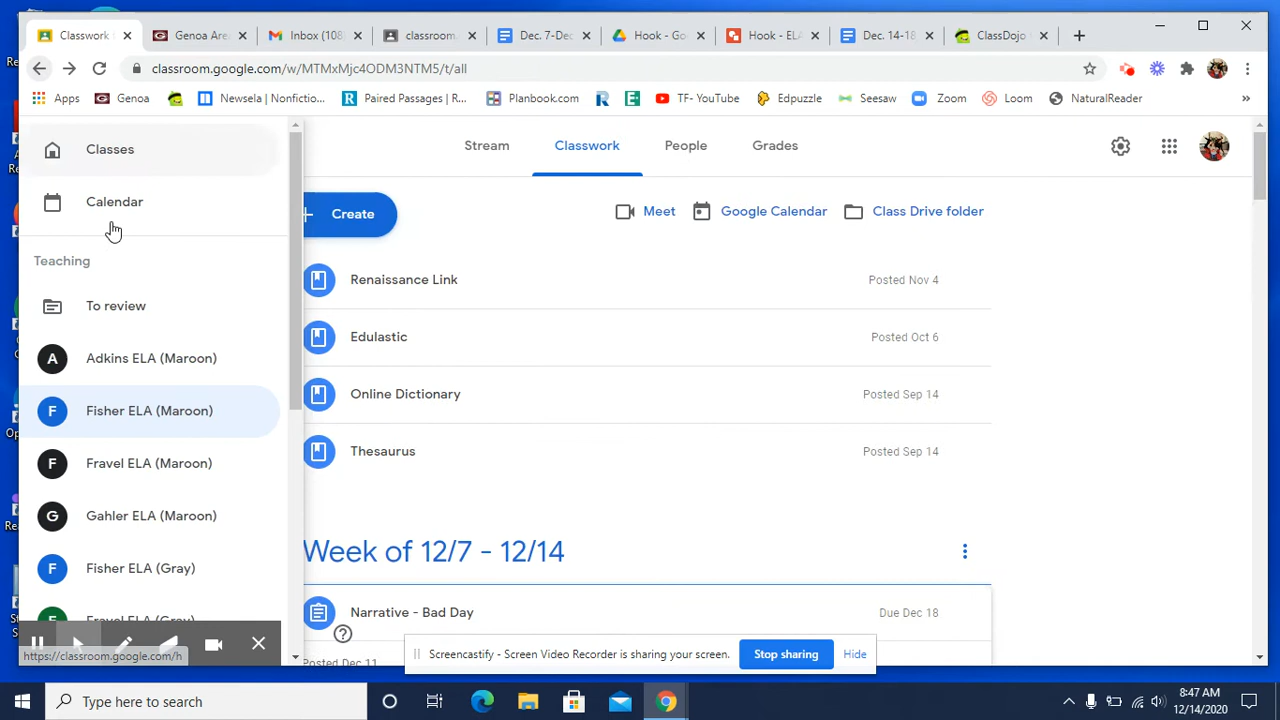 Classwork
Genoa Are
Inbox (108
classroom.
Dec. 7-Dec
Hook - Go
Hook - ELA
Dec. 14-18
ClassDojo
classroom.google.com/w/MTMxMjc4ODM3NTM5/t/all
Apps
Genoa
Newsela | Nonfictio...
Paired Passages | R...
Planbook.com
TF- YouTube
Edpuzzle
Seesaw
Zoom
Loom
NaturalReader
»
Classes
Stream
Classwork
People
Grades
Calendar
Create
Meet
Google Calendar
Class Drive folder
Teaching
To review
Renaissance Link
Posted Nov 4
Edulastic
Posted Oct 6
A
Adkins ELA (Maroon)
Online Dictionary
Posted Sep 14
F
Fisher ELA (Maroon)
Thesaurus
Posted Sep 14
F
Fravel ELA (Maroon)
G
Gahler ELA (Maroon)
Week of 12/7 - 12/14
F
Fisher ELA (Gray)
Narrative - Bad Day
Due Dec 18
F
Fravel ELA (Gray)
Posted Dec 11
https://classroom.google.com/h
Screencastify - Screen Video Recorder is sharing your screen.
Stop sharing
Hide
Type here to search
8:47 AM
12/14/2020